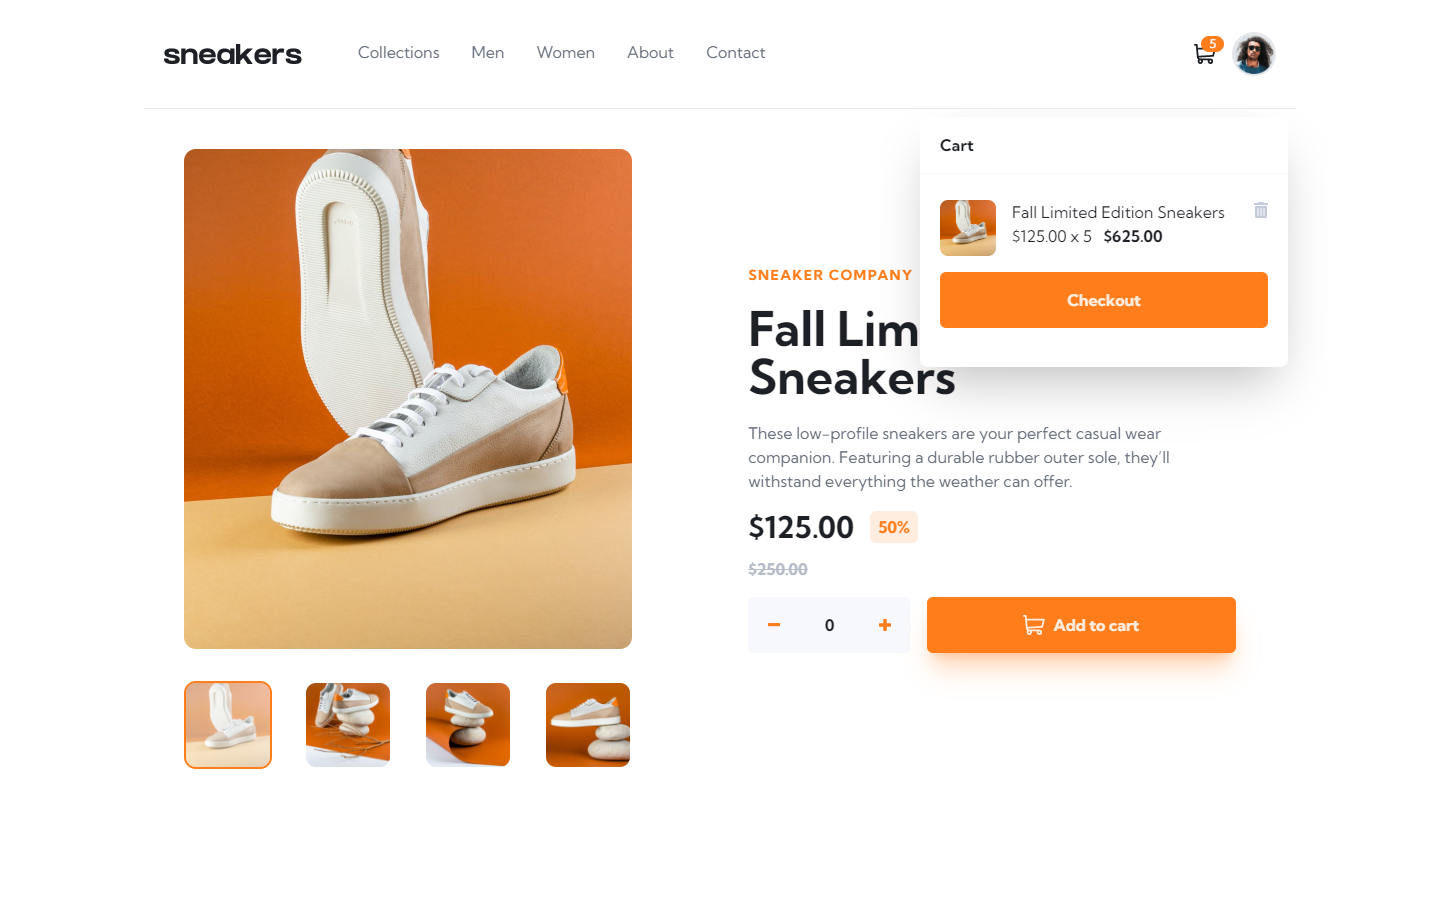 sneakers
Collections
Men
Women
About
Contact
5
Cart
Fall Limited Edition Sneakers
$125.00 x 5 $625.00
Checkout
SNEAKER COMPANY
Fall Lim
Sneakers
These low-profile sneakers are your perfect casual wear
companion. Featuring a durable rubber outer sole, they’ll
withstand everything the weather can offer.
$125.00 50%
$250.00
0
Add to cart